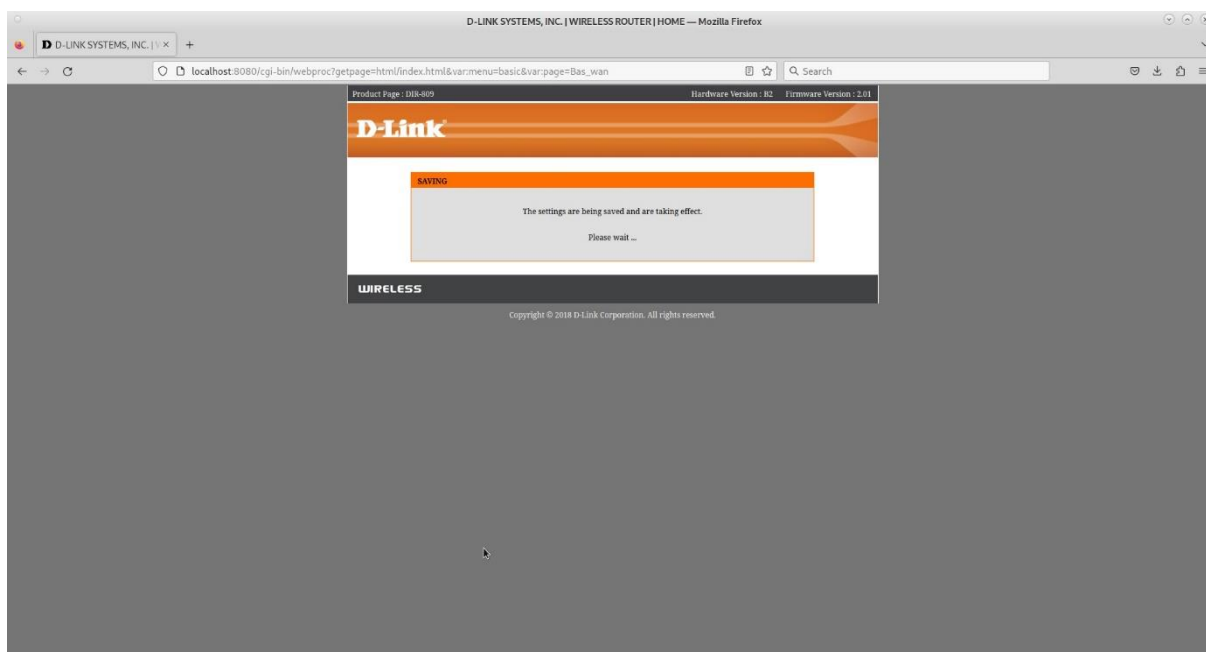 D-LINK SYSTEMS, INC. | WIRELESS ROUTER | HOME — Mozilla Firefox
D D-LINK SYSTEMS, INC. | W
localhost:8080/cgi-bin/webproc?getpage=html/index.html&var:menu=basic&var:page=Bas_wan
Search
Product Page : DIR-809 Hardware Version : B2 Firmware Version : 2.01
D-Link
SAVING
The settings are being saved and are taking effect.
Please wait ...
WIRELESS
Copyright © 2018 D-Link Corporation. All rights reserved.